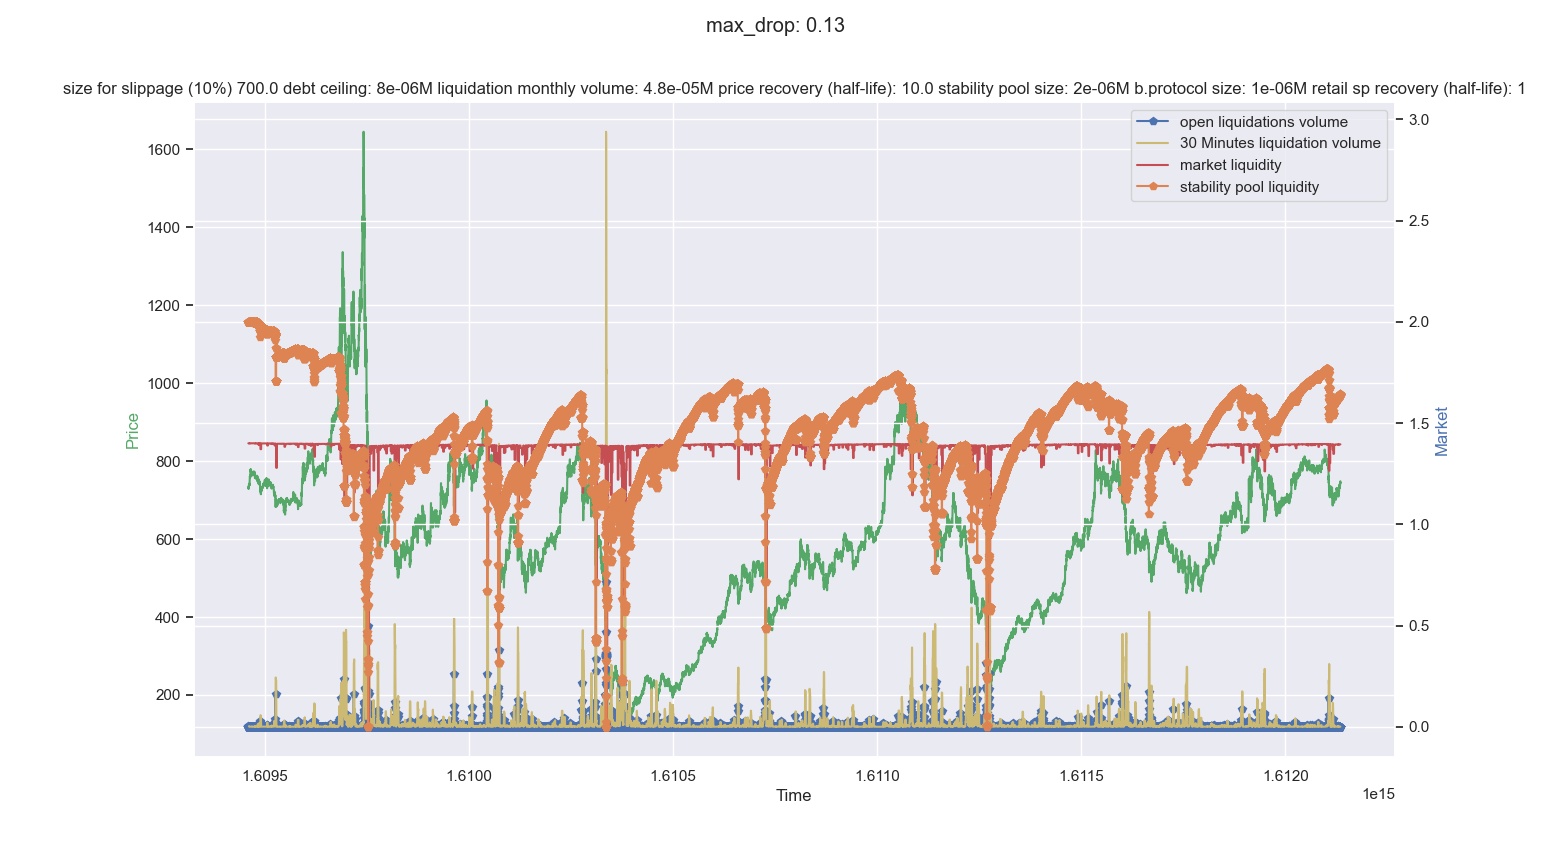 max_drop: 0.13
size for slippage (10%) 700.0 debt ceiling: 8e-06M liquidation monthly volume: 4.8e-05M price recovery (half-life): 10.0 stability pool size: 2e-06M b.protocol size: 1e-06M retail sp recovery (half-life): 1
open liquidations volume
30 Minutes liquidation volume
market liquidity
stability pool liquidity
1600
1400
1200
1000
800
600
400
200
Price
3.0
2.5
2.0
1.5
1.0
0.5
0.0
Market
1.6095 1.6100 1.6105 1.6110 1.6115 1.6120
Time
1e15